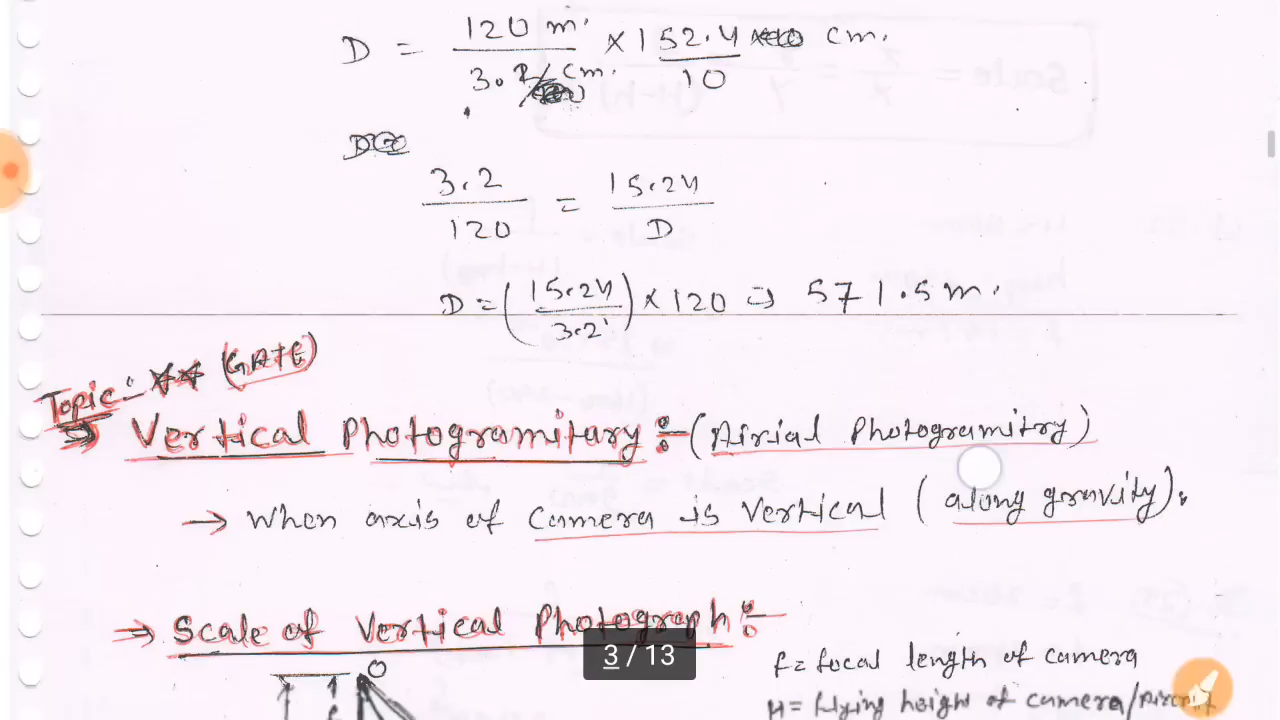 D = 120 m. / 3.2/cm. × 152.4 / 10 cm.
3.2 / 120 = 15.24 / D
D = (15.24 / 3.2) × 120 ⇒ 571.5 m.
Topic:- ** (GATE)
⇒ Vertical Photogramitary :- (Airial Photogramitry)
→ When axis of camera is vertical (along gravity).
⇒ Scale of Vertical Photograph :-
O
f = focal length of camera
H = flying height of camera/
3 / 13